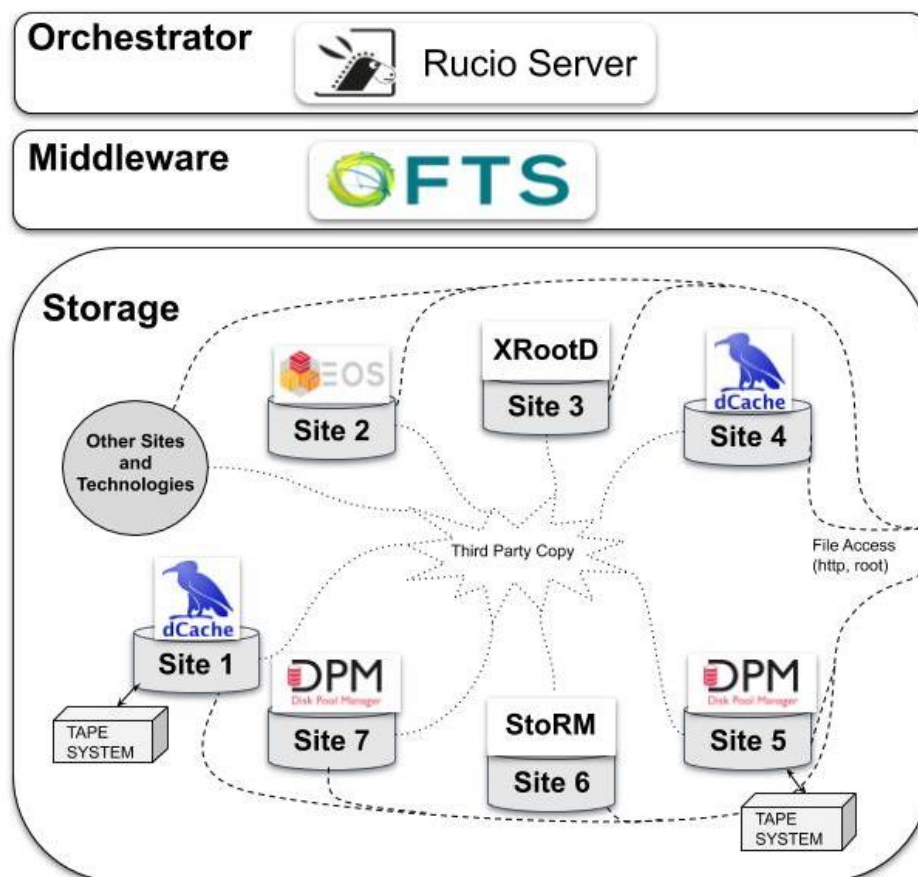 Orchestrator
Rucio Server
Middleware
FTS
Storage
EOS
Site 2
XRootD
Site 3
dCache
Site 4
Other Sites
and
Technologies
Third Party Copy
File Access
(http, root)
dCache
Site 1
TAPE
SYSTEM
DPM
Disk Pool Manager
Site 7
StoRM
Site 6
DPM
Disk Pool Manager
Site 5
TAPE
SYSTEM